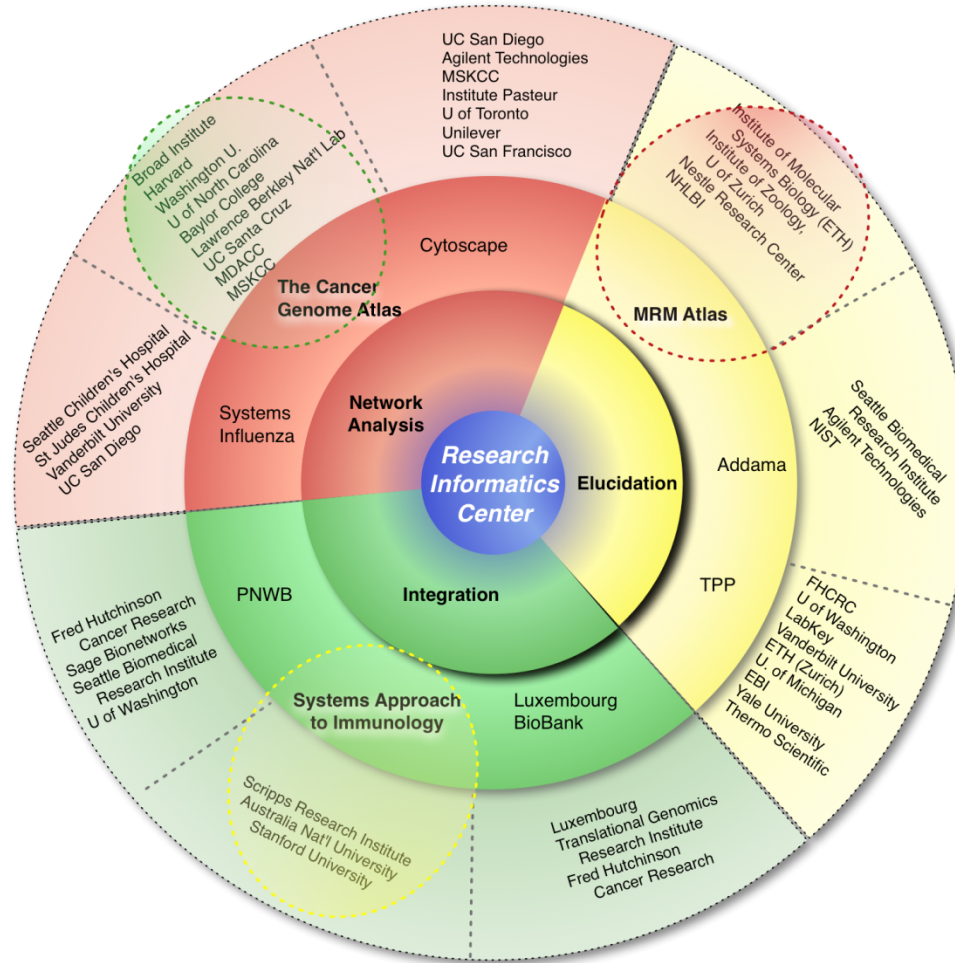 UC San Diego
Agilent Technologies
MSKCC
Institute Pasteur
U of Toronto
Unilever
UC San Francisco
Broad Institute
Harvard
Washington U.
U of North Carolina
Baylor College
Lawrence Berkley Nat'l Lab
UC Santa Cruz
MDACC
MSKCC
Institute of Molecular
Systems Biology (ETH)
Institute of Zoology,
U of Zurich
Nestle Research Center
NHLBI
Cytoscape
The Cancer
Genome Atlas
MRM Atlas
Seattle Children's Hospital
St Judes Children's Hospital
Vanderbilt University
UC San Diego
Systems
Influenza
Network
Analysis
Research
Informatics
Center
Elucidation
Addama
Seattle Biomedical
Research Institute
Agilent Technologies
NIST
TPP
FHCRC
U of Washington
LabKey
Vanderbilt University
ETH (Zurich)
U. of Michigan
EBI
Yale University
Thermo Scientific
PNWB
Integration
Fred Hutchinson
Cancer Research
Sage Bionetworks
Seattle Biomedical
Research Institute
U of Washington
Systems Approach
to Immunology
Luxembourg
BioBank
Scripps Research Institute
Australia Nat'l University
Stanford University
Luxembourg
Translational Genomics
Research Institute
Fred Hutchinson
Cancer Research